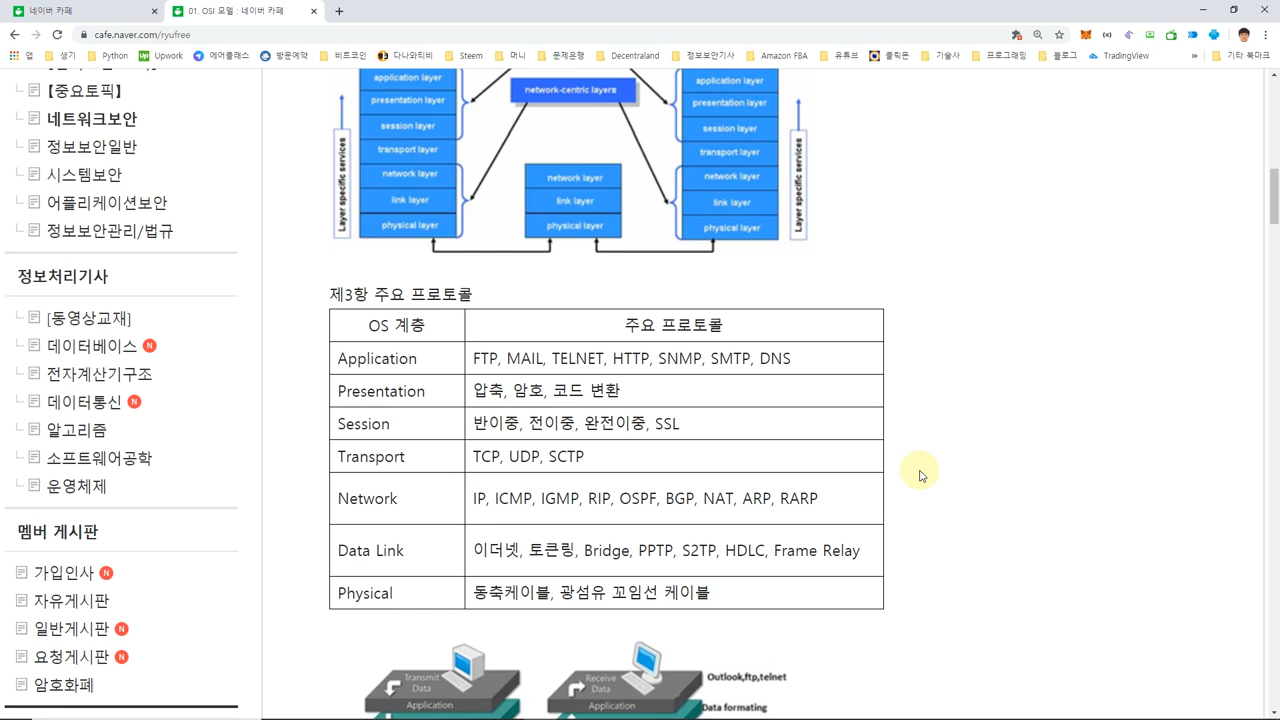 네이버 카페
01. OSI 모델 : 네이버 카페
cafe.naver.com/ryufree
앱 생기 Python Upwork 에어클래스 방문예약 비트코인 다나와티비 Steem 머니 문제은행 Decentraland 정보보안기사 Amazon FBA 유튜브 클릭몬 기술사 프로그래밍 블로그 TradingView » 기타 북마크
【중요토픽】
네트워크보안
정보보안일반
시스템보안
어플리케이션보안
정보보안관리/법규
정보처리기사
[동영상교재]
데이터베이스 N
전자계산기구조
데이터통신 N
알고리즘
소프트웨어공학
운영체제
멤버 게시판
가입인사 N
자유게시판
일반게시판 N
요청게시판 N
암호화폐
Layer specific services
application layer
presentation layer
session layer
transport layer
network layer
link layer
physical layer
network-centric layers
network layer
link layer
physical layer
application layer
presentation layer
session layer
transport layer
network layer
link layer
physical layer
Layer specific services
제3항 주요 프로토콜
OS 계층 주요 프로토콜
Application FTP, MAIL, TELNET, HTTP, SNMP, SMTP, DNS
Presentation 압축, 암호, 코드 변환
Session 반이중, 전이중, 완전이중, SSL
Transport TCP, UDP, SCTP
Network IP, ICMP, IGMP, RIP, OSPF, BGP, NAT, ARP, RARP
Data Link 이더넷, 토큰링, Bridge, PPTP, S2TP, HDLC, Frame Relay
Physical 동축케이블, 광섬유 꼬임선 케이블
Transmit
Data
Application
Receive
Data
Application
Outlook,ftp,telnet
Data formating